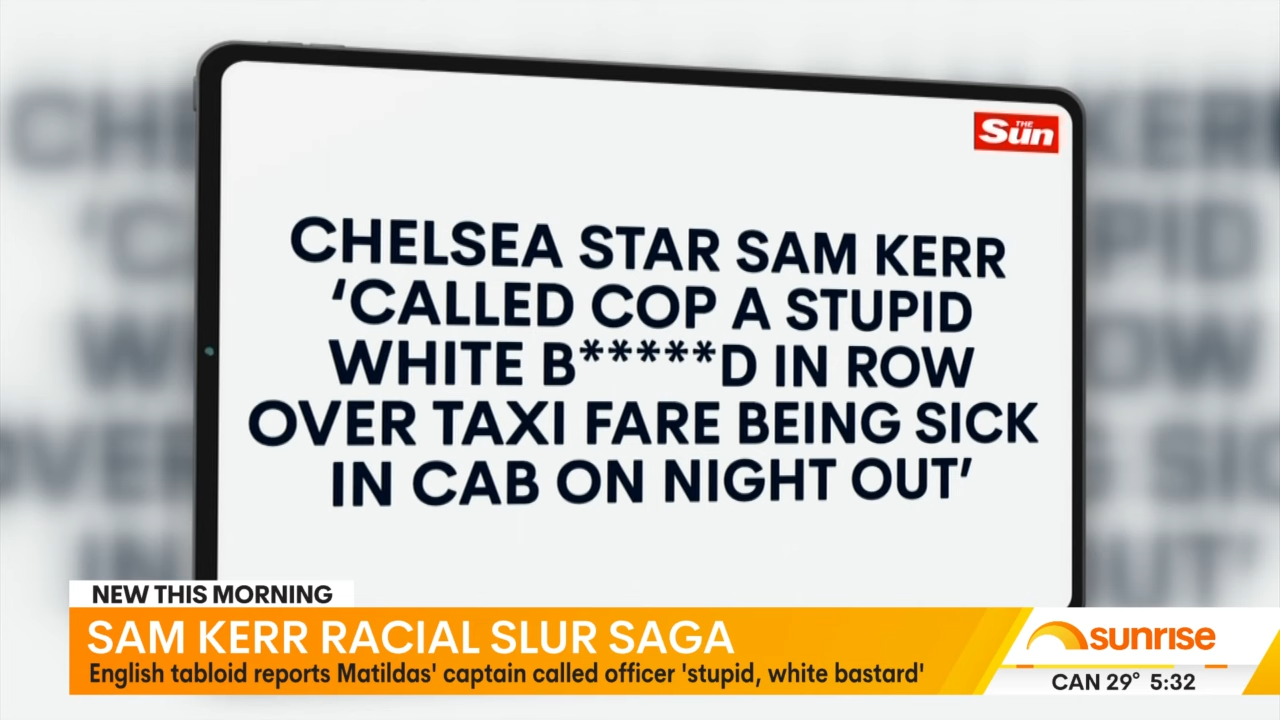 THE
Sun
CHELSEA STAR SAM KERR
‘CALLED COP A STUPID
WHITE B*****D IN ROW
OVER TAXI FARE BEING SICK
IN CAB ON NIGHT OUT’
NEW THIS MORNING
SAM KERR RACIAL SLUR SAGA
English tabloid reports Matildas' captain called officer 'stupid, white bastard'
sunrise
CAN 29° 5:32